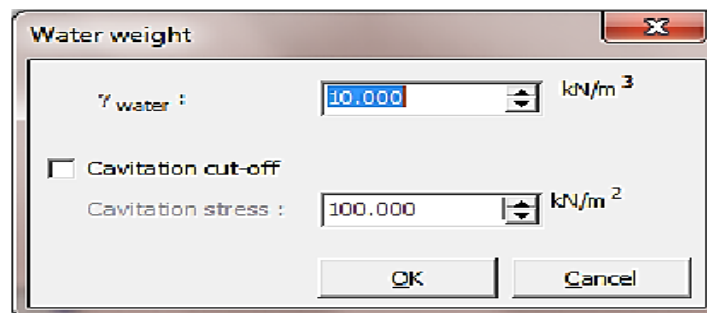 Water weight
γ water : 10.000 kN/m ³
Cavitation cut-off
Cavitation stress : 100.000 kN/m ²
OK Cancel